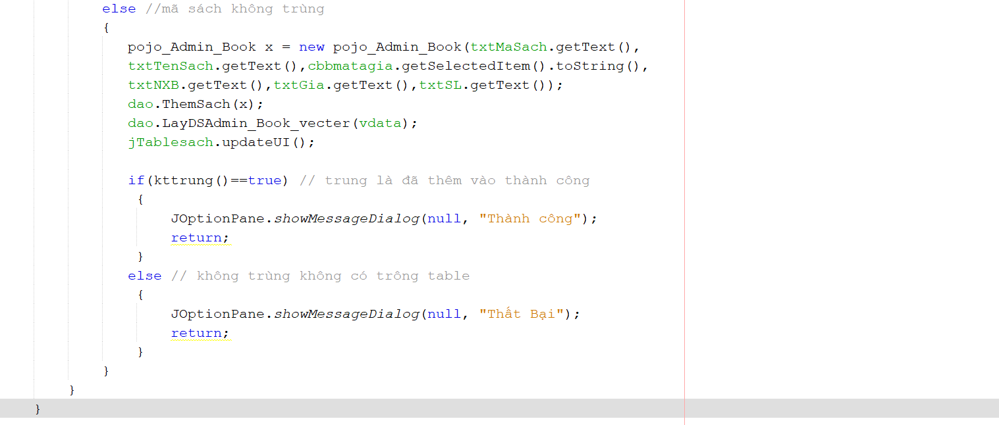 else //mã sách không trùng
{
pojo_Admin_Book x = new pojo_Admin_Book(txtMaSach.getText(),
txtTenSach.getText(),cbbmatagia.getSelectedItem().toString(),
txtNXB.getText(),txtGia.getText(),txtSL.getText());
dao.ThemSach(x);
dao.LayDSAdmin_Book_vecter(vdata);
jTablesach.updateUI();
if(kttrung()==true) // trung là đã thêm vào thành công
{
JOptionPane.showMessageDialog(null, "Thành công");
return;
}
else // không trùng không có trông table
{
JOptionPane.showMessageDialog(null, "Thất Bại");
return;
}
}
}
}